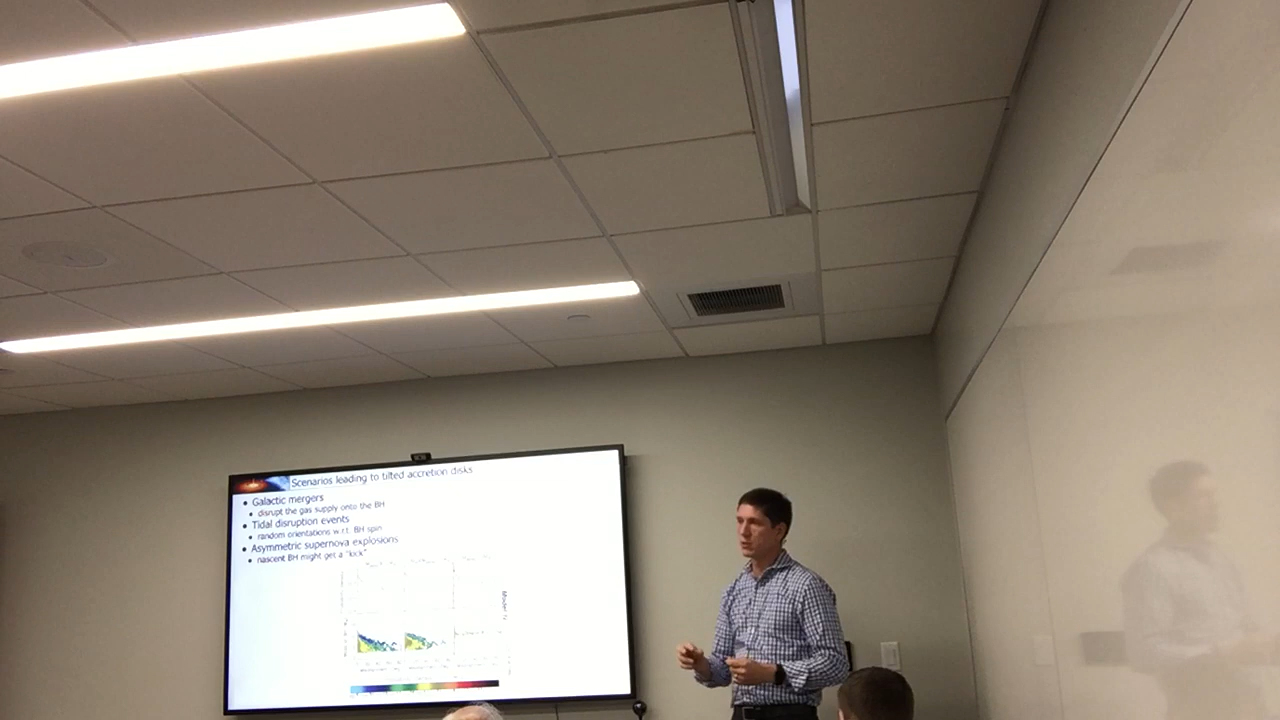 Scenarios leading to tilted accretion disks
• Galactic mergers
• disrupt the gas supply onto the BH
• Tidal disruption events
• random orientations w.r.t. BH spin
• Asymmetric supernova explosions
• nascent BH might get a "kick"